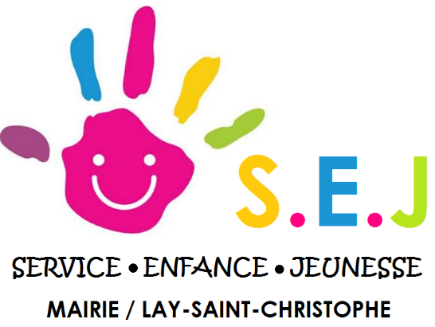 S.E.J
SERVICE • ENFANCE • JEUNESSE
MAIRIE / LAY-SAINT-CHRISTOPHE